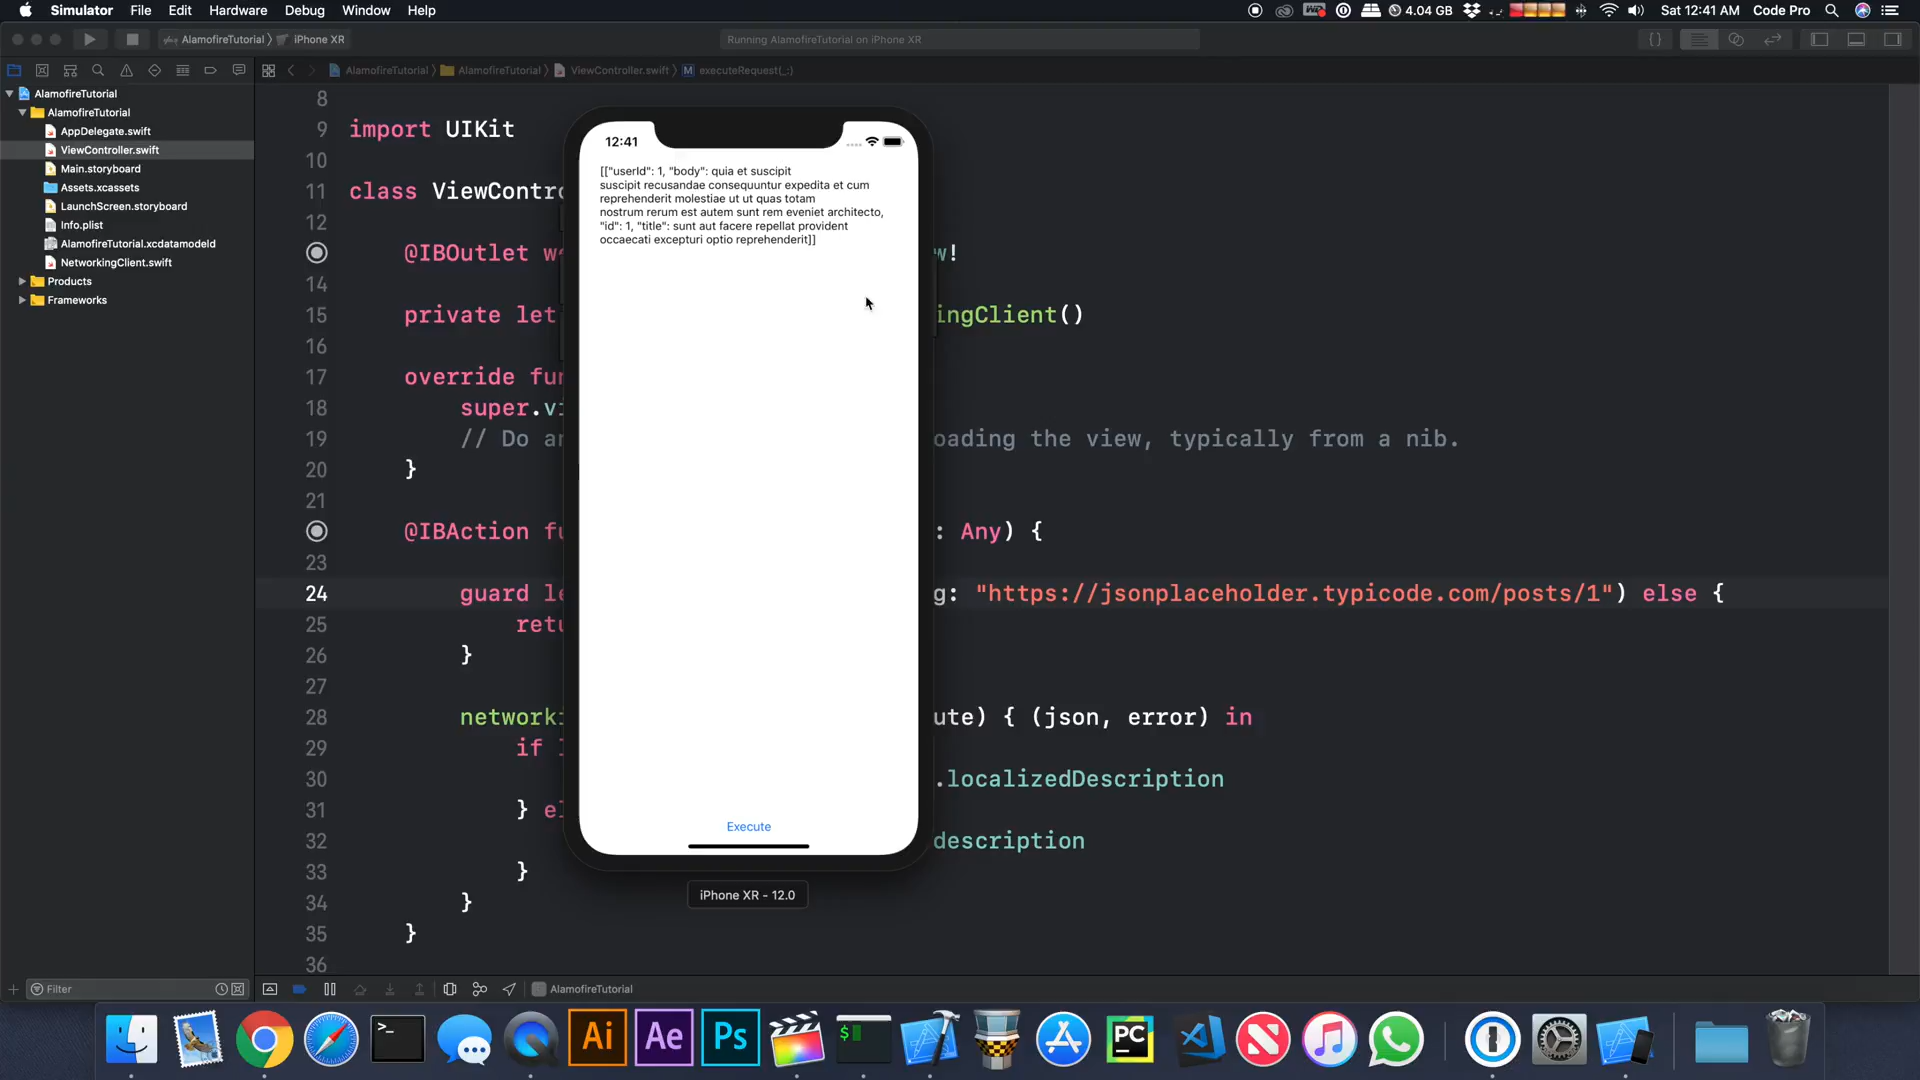 Simulator File Edit Hardware Debug Window Help
4.04 GB Sat 12:41 AM Code Pro
AlamofireTutorial iPhone XR
Running AlamofireTutorial on iPhone XR
AlamofireTutorial AlamofireTutorial ViewController.swift M executeRequest(_:)
AlamofireTutorial
AlamofireTutorial
AppDelegate.swift
ViewController.swift
Main.storyboard
Assets.xcassets
LaunchScreen.storyboard
Info.plist
AlamofireTutorial.xcdatamodeld
NetworkingClient.swift
Products
Frameworks
8
9 import UIKit
10
11 class ViewContro
12
@IBOutlet w w!
14
15 private let ingClient()
16
17 override fun
18 super.vi
19 // Do an oading the view, typically from a nib.
20 }
21
@IBAction fu : Any) {
23
24 guard le g: "https://jsonplaceholder.typicode.com/posts/1") else {
25 retu
26 }
27
28 networki ute) { (json, error) in
29 if l
30 .localizedDescription
31 } el
32 description
33 }
34 }
35 }
36
12:41
[["userId": 1, "body": quia et suscipit
suscipit recusandae consequuntur expedita et cum
reprehenderit molestiae ut ut quas totam
nostrum rerum est autem sunt rem eveniet architecto,
"id": 1, "title": sunt aut facere repellat provident
occaecati excepturi optio reprehenderit]]
Execute
iPhone XR - 12.0
Filter
AlamofireTutorial
Ai Ae Ps PC